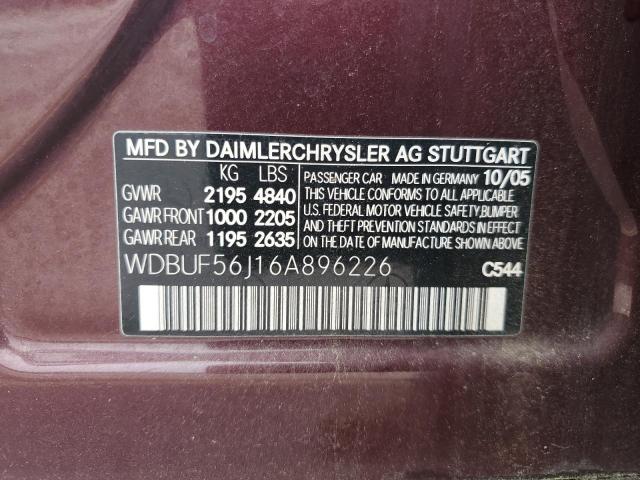 MFD BY DAIMLERCHRYSLER AG STUTTGART
KG LBS
GVWR 2195 4840
GAWR FRONT 1000 2205
GAWR REAR 1195 2635
PASSENGER CAR MADE IN GERMANY 10/05
THIS VEHICLE CONFORMS TO ALL APPLICABLE
U.S. FEDERAL MOTOR VEHICLE SAFETY, BUMPER
AND THEFT PREVENTION STANDARDS IN EFFECT
ON THE DATE OF MANUFACTURE SHOWN ABOVE.
WDBUF56J16A896226 C544